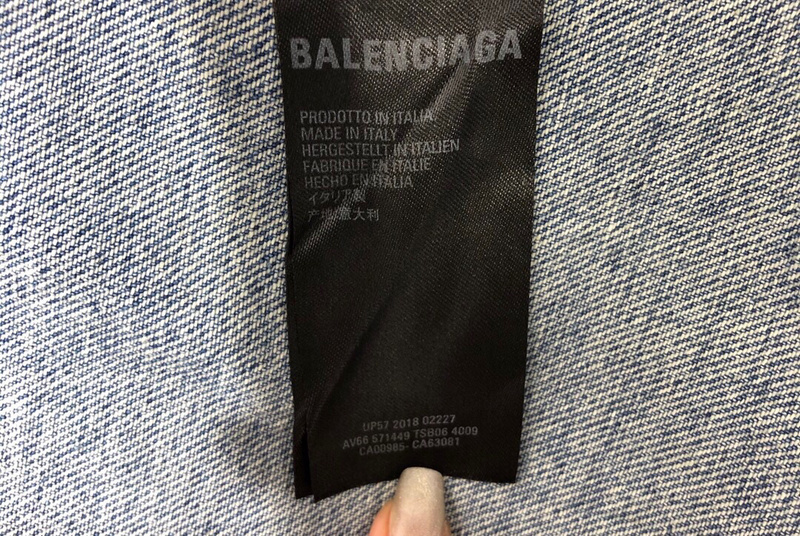 BALENCIAGA
PRODOTTO IN ITALIA
MADE IN ITALY
HERGESTELLT IN ITALIEN
FABRIQUE EN ITALIE
HECHO EN ITALIA
イタリア製
产地:意大利
UP57 2018 02227
AV66 571449 TSB06 4009
CA00985- CA63081